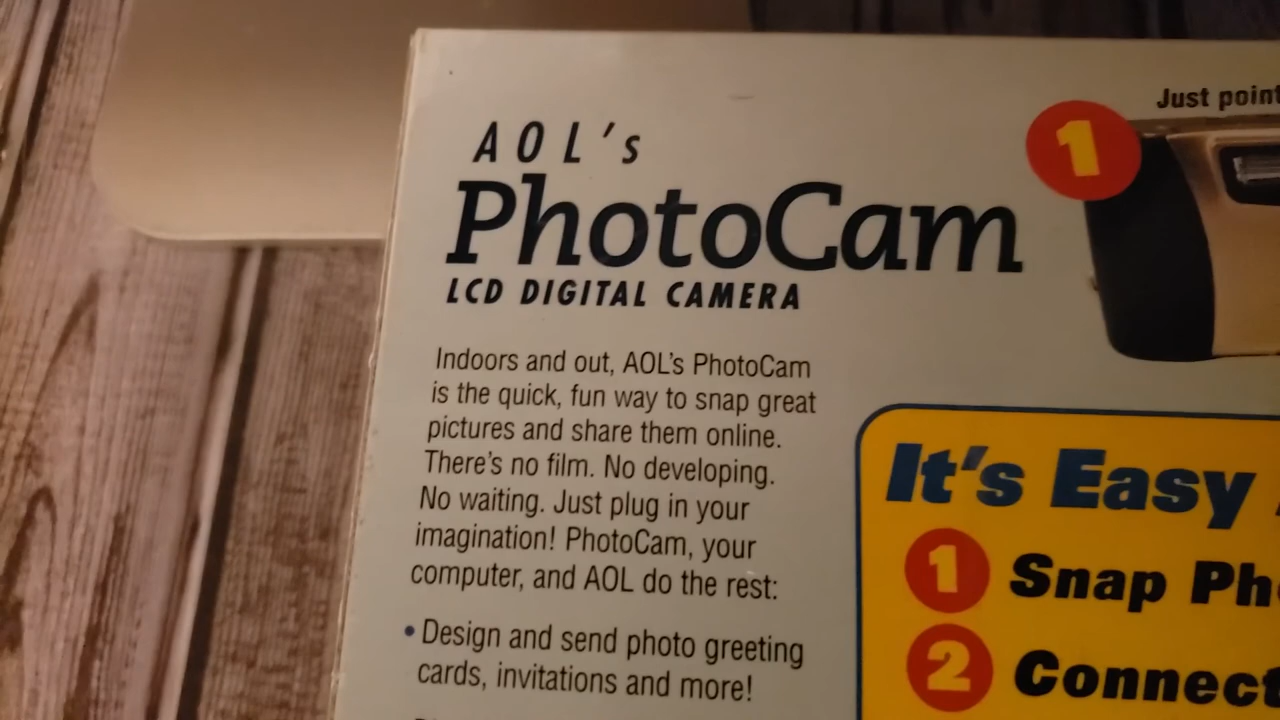 AOL's
PhotoCam
LCD DIGITAL CAMERA
Indoors and out, AOL's PhotoCam
is the quick, fun way to snap great
pictures and share them online.
There's no film. No developing.
No waiting. Just plug in your
imagination! PhotoCam, your
computer, and AOL do the rest:
• Design and send photo greeting
cards, invitations and more!
Just point
1
It's Easy
1 Snap Ph
2 Connect